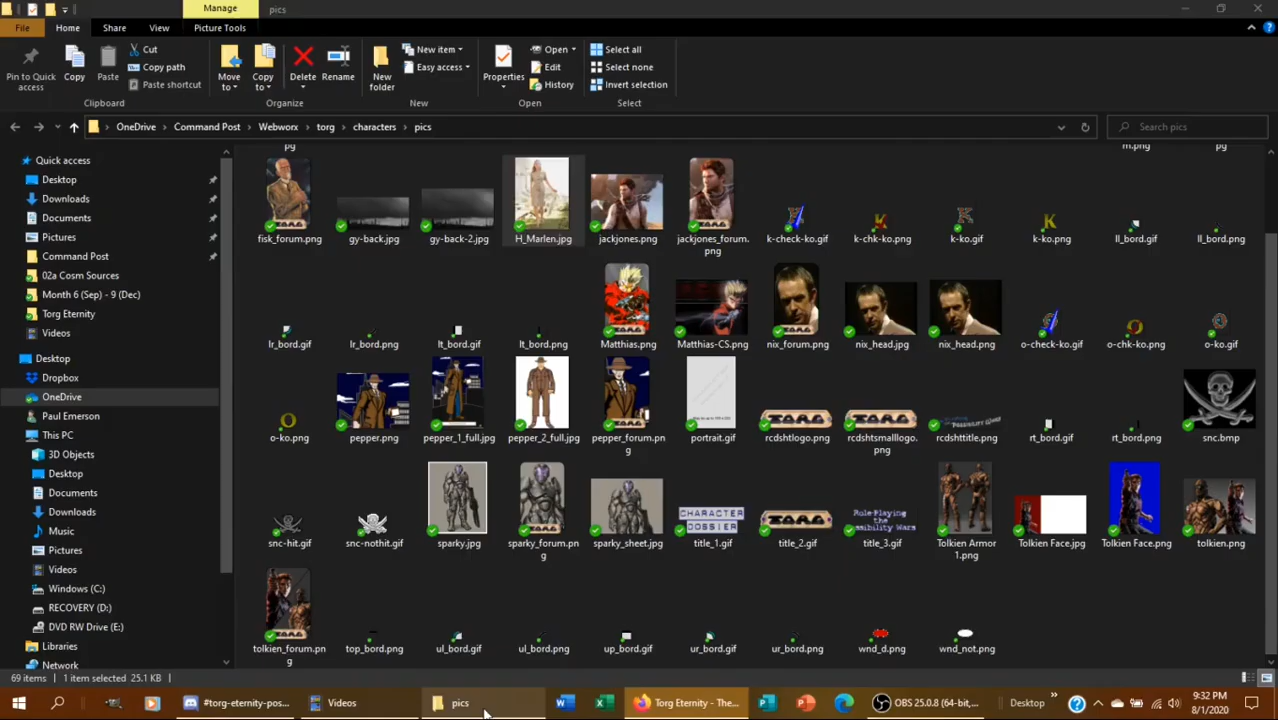 Manage
pics
File
Home
Share
View
Picture Tools
Pin to Quick access
Copy
Paste
Cut
Copy path
Paste shortcut
Clipboard
Move to
Copy to
Delete
Rename
Organize
New folder
New item
Easy access
New
Properties
Open
Edit
History
Open
Select all
Select none
Invert selection
Select
OneDrive
Command Post
Webworx
torg
characters
pics
Search pics
Quick access
Desktop
Downloads
Documents
Pictures
Command Post
02a Cosm Sources
Month 6 (Sep) - 9 (Dec)
Torg Eternity
Videos
Desktop
Dropbox
OneDrive
Paul Emerson
This PC
3D Objects
Desktop
Documents
Downloads
Music
Pictures
Videos
Windows (C:)
RECOVERY (D:)
DVD RW Drive (E:)
Libraries
Network
pg
m.png
pg
fisk_forum.png
gy-back.jpg
gy-back-2.jpg
H_Marlen.jpg
jackjones.png
jackjones_forum.png
k-check-ko.gif
k-chk-ko.png
k-ko.gif
k-ko.png
ll_bord.gif
ll_bord.png
lr_bord.gif
lr_bord.png
lt_bord.gif
lt_bord.png
Matthias.png
Matthias-CS.png
nix_forum.png
nix_head.jpg
nix_head.png
o-check-ko.gif
o-chk-ko.png
o-ko.gif
o-ko.png
pepper.png
pepper_1_full.jpg
pepper_2_full.jpg
pepper_forum.png
portrait.gif
rcdshtlogo.png
rcdshtsmalllogo.png
rcdshttitle.png
rt_bord.gif
rt_bord.png
snc.bmp
snc-hit.gif
snc-nothit.gif
sparky.jpg
sparky_forum.png
sparky_sheet.jpg
CHARACTER
DOSSIER
title_1.gif
TORG
title_2.gif
Role-Playing
the
Possibility Wars
title_3.gif
Tolkien Armor 1.png
Tolkien Face.jpg
Tolkien Face.png
tolkien.png
tolkien_forum.png
top_bord.png
ul_bord.gif
ul_bord.png
up_bord.gif
ur_bord.gif
ur_bord.png
wnd_d.png
wnd_not.png
69 items
1 item selected 25.1 KB
#torg-eternity-pos...
Videos
pics
Torg Eternity - The...
OBS 25.0.8 (64-bit,...
Desktop
9:32 PM
8/1/2020